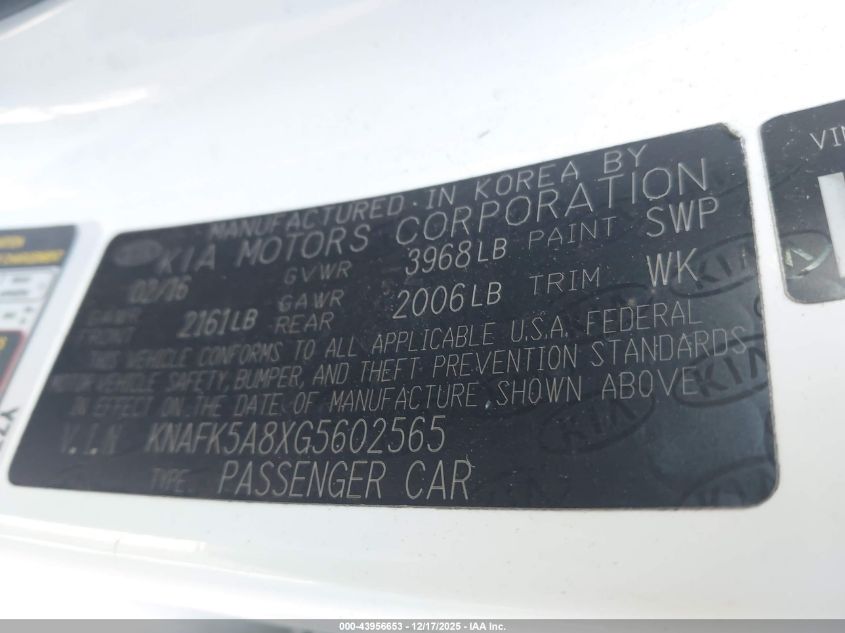 MANUFACTURED IN KOREA BY
KIA MOTORS CORPORATION
02/16 GVWR 3968LB PAINT SWP
GAWR FRONT 2161LB GAWR REAR 2006LB TRIM WK
THIS VEHICLE CONFORMS TO ALL APPLICABLE U.S.A. FEDERAL
MOTOR VEHICLE SAFETY, BUMPER, AND THEFT PREVENTION STANDARDS
IN EFFECT ON THE DATE OF MANUFACTURE SHOWN ABOVE
V.I.N KNAFK5A8XG5602565
TYPE: PASSENGER CAR
VIN
000-43956653 - 12/17/2025 - IAA Inc.